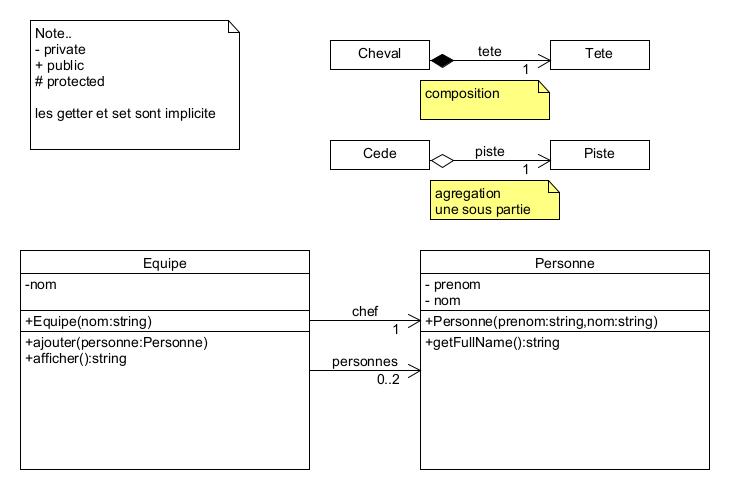 Note..
- private
+ public
# protected
les getter et set sont implicite
Cheval
tete
1
Tete
composition
Cede
piste
1
Piste
agregation
une sous partie
Equipe
-nom
+Equipe(nom:string)
+ajouter(personne:Personne)
+afficher():string
chef
1
personnes
0..2
Personne
- prenom
- nom
+Personne(prenom:string,nom:string)
+getFullName():string